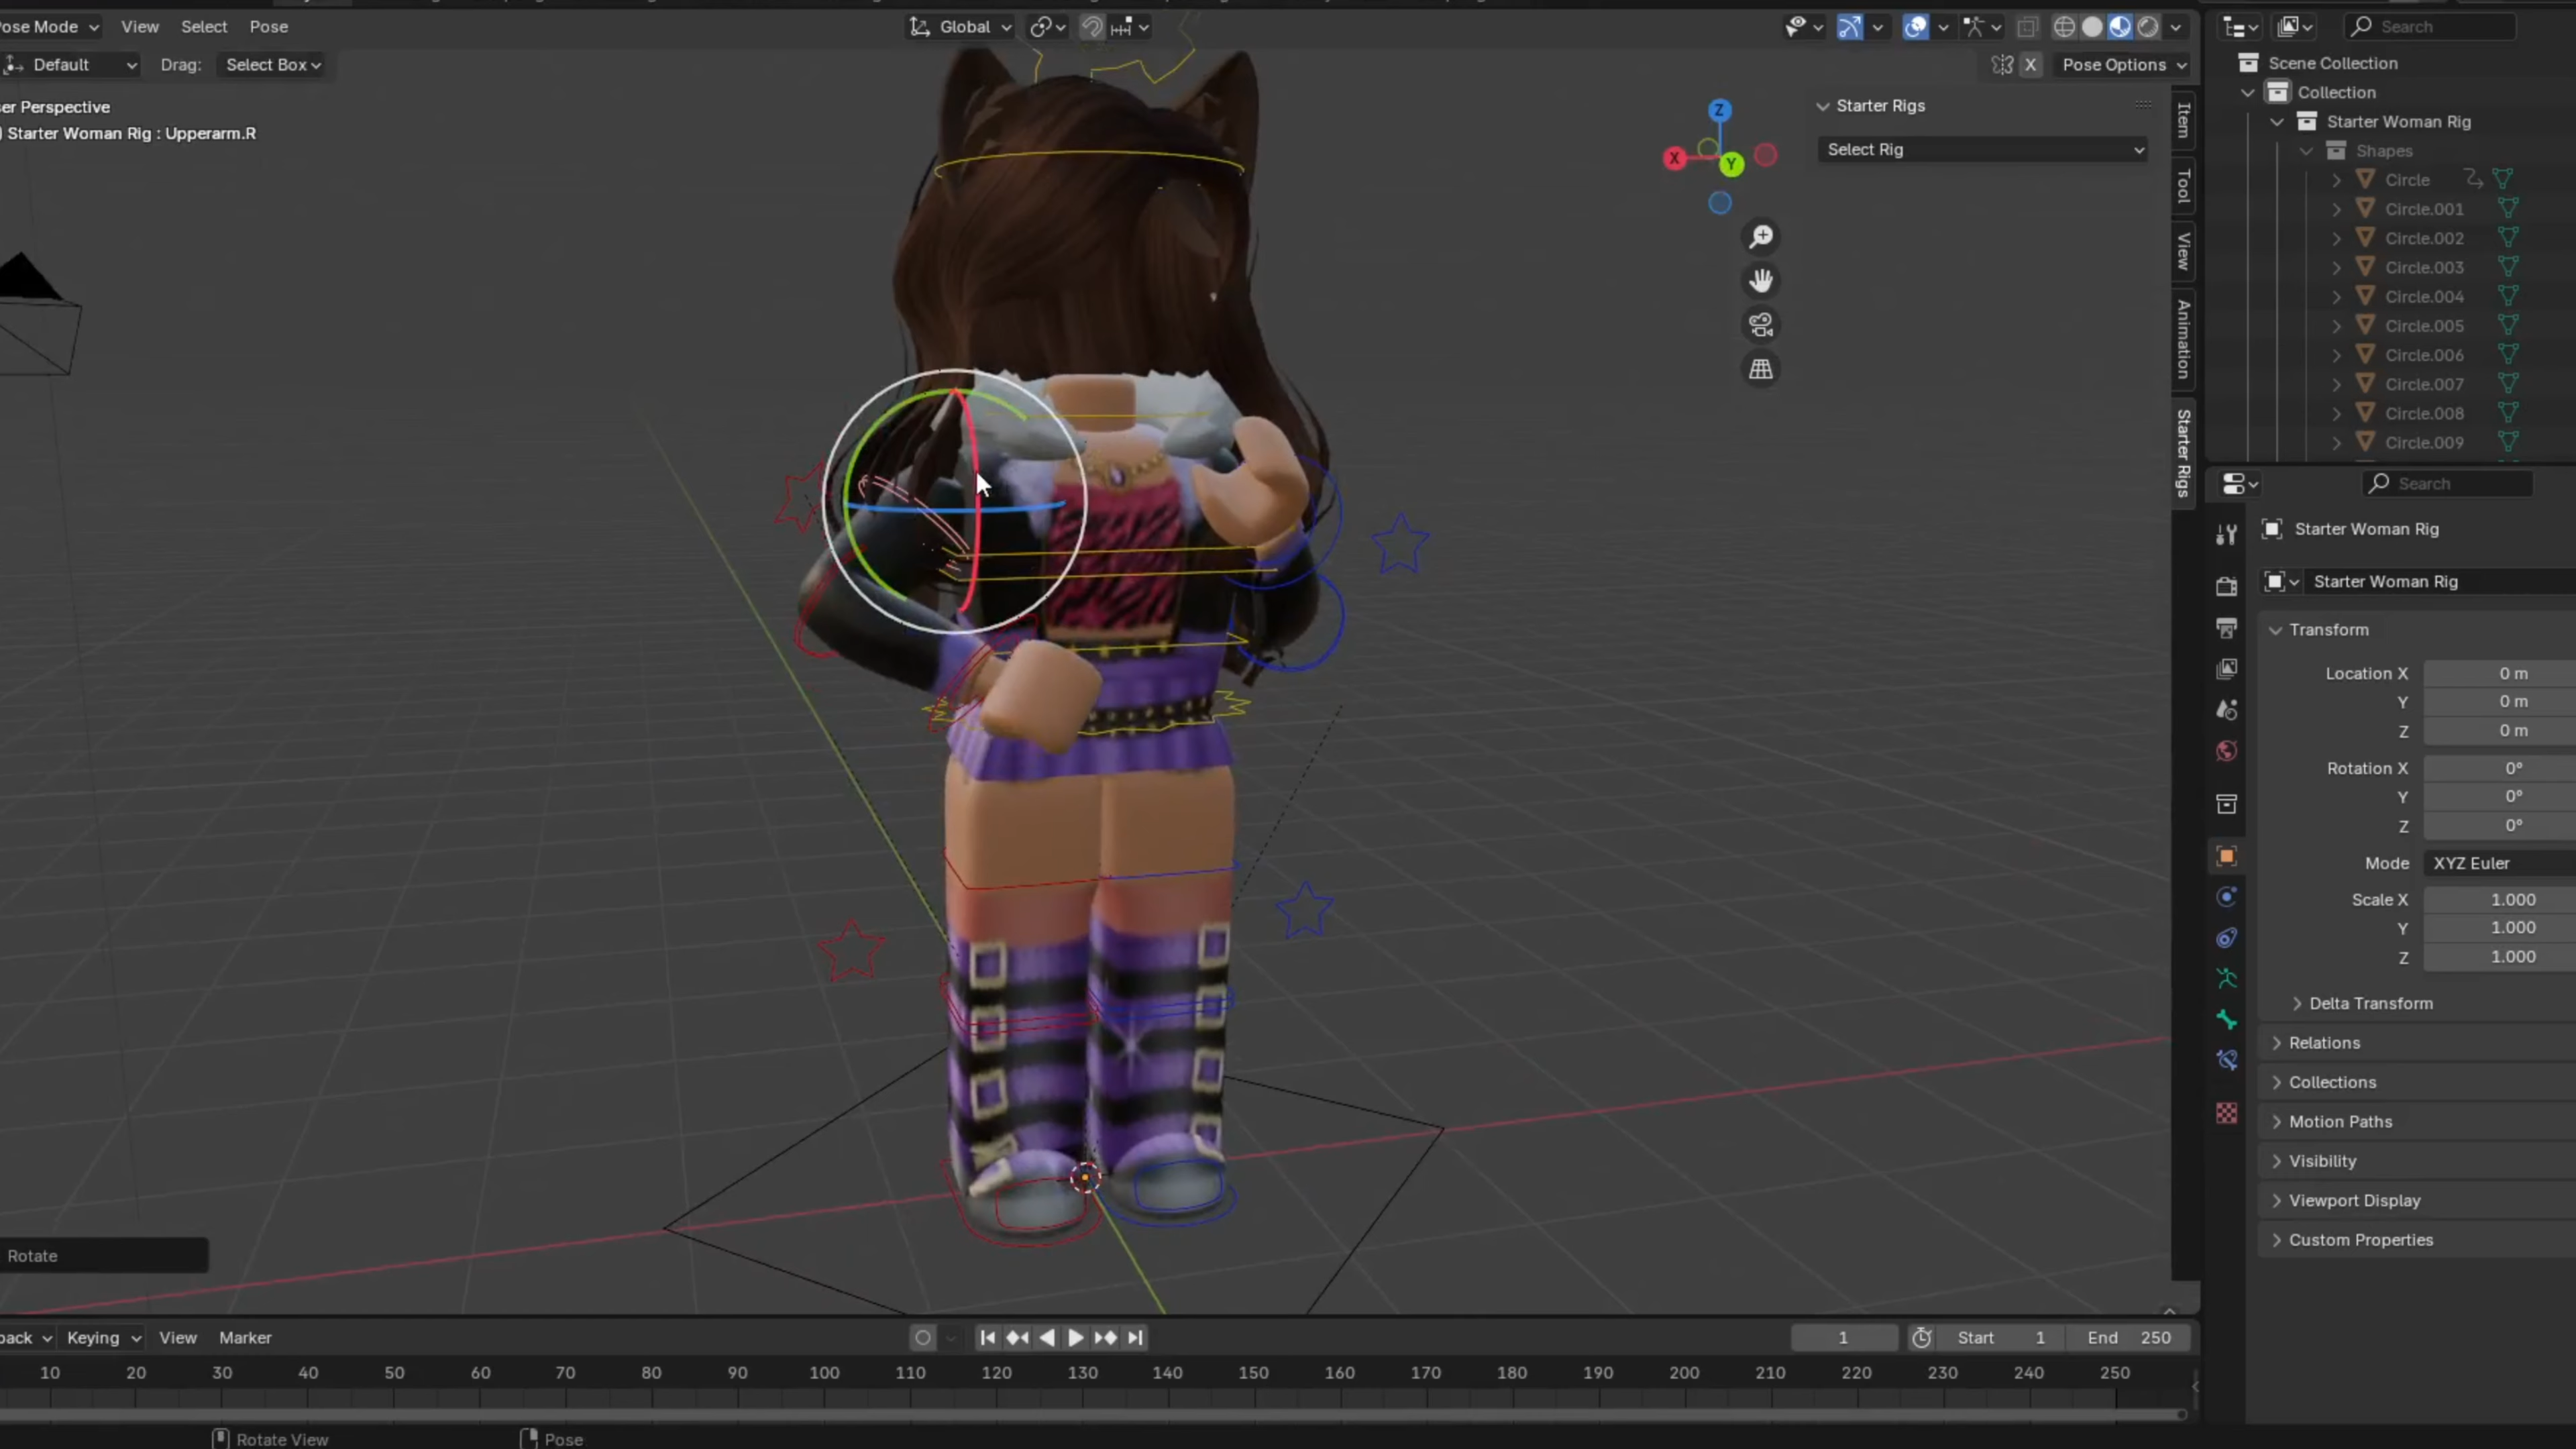 ose Mode View Select Pose Global Search
Default Drag: Select Box X Pose Options
er Perspective
) Starter Woman Rig : Upperarm.R
Z
X
Y
Starter Rigs
Select Rig
Item
Tool
View
Animation
Starter Rigs
Scene Collection
Collection
Starter Woman Rig
Shapes
Circle
Circle.001
Circle.002
Circle.003
Circle.004
Circle.005
Circle.006
Circle.007
Circle.008
Circle.009
Search
Starter Woman Rig
Starter Woman Rig
Transform
Location X 0 m
Y 0 m
Z 0 m
Rotation X 0°
Y 0°
Z 0°
Mode XYZ Euler
Scale X 1.000
Y 1.000
Z 1.000
Delta Transform
Relations
Collections
Motion Paths
Visibility
Viewport Display
Custom Properties
Rotate
back Keying View Marker 1 Start 1 End 250
10 20 30 40 50 60 70 80 90 100 110 120 130 140 150 160 170 180 190 200 210 220 230 240 250
Rotate View Pose